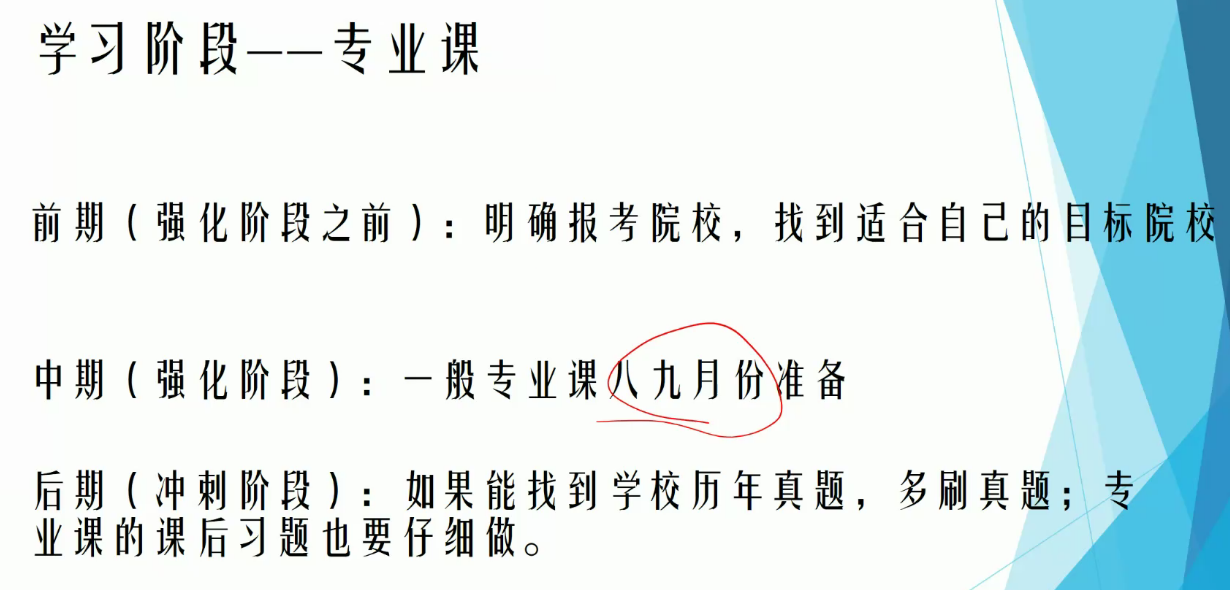 学习阶段——专业课
前期（强化阶段之前）：明确报考院校，找到适合自己的目标院校
中期（强化阶段）：一般专业课八九月份准备
后期（冲刺阶段）：如果能找到学校历年真题，多刷真题；专
业课的课后习题也要仔细做。